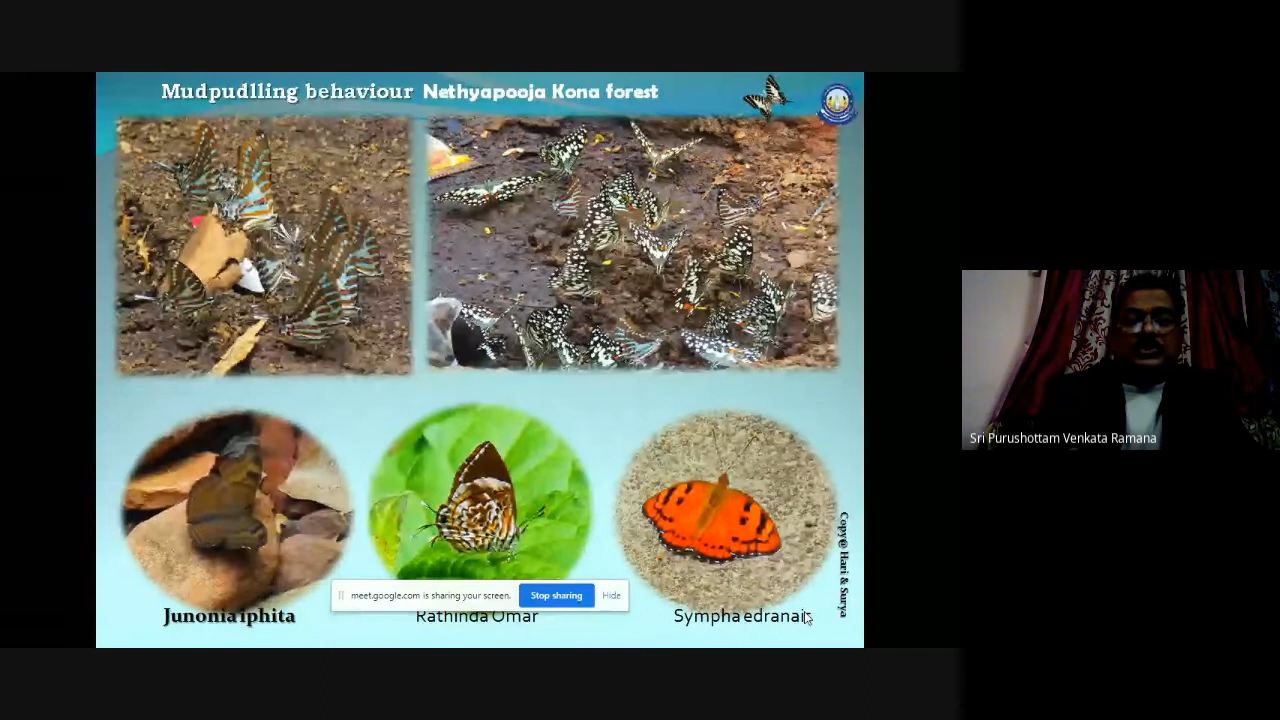 Mudpudlling behaviour Nethyapooja Kona forest
Copy@ Hari & Surya
Sri Purushottam Venkata Ramana
meet.google.com is sharing your screen. Stop sharing Hide
Junonia iphita
Rathinda Omar
Sympha edranais